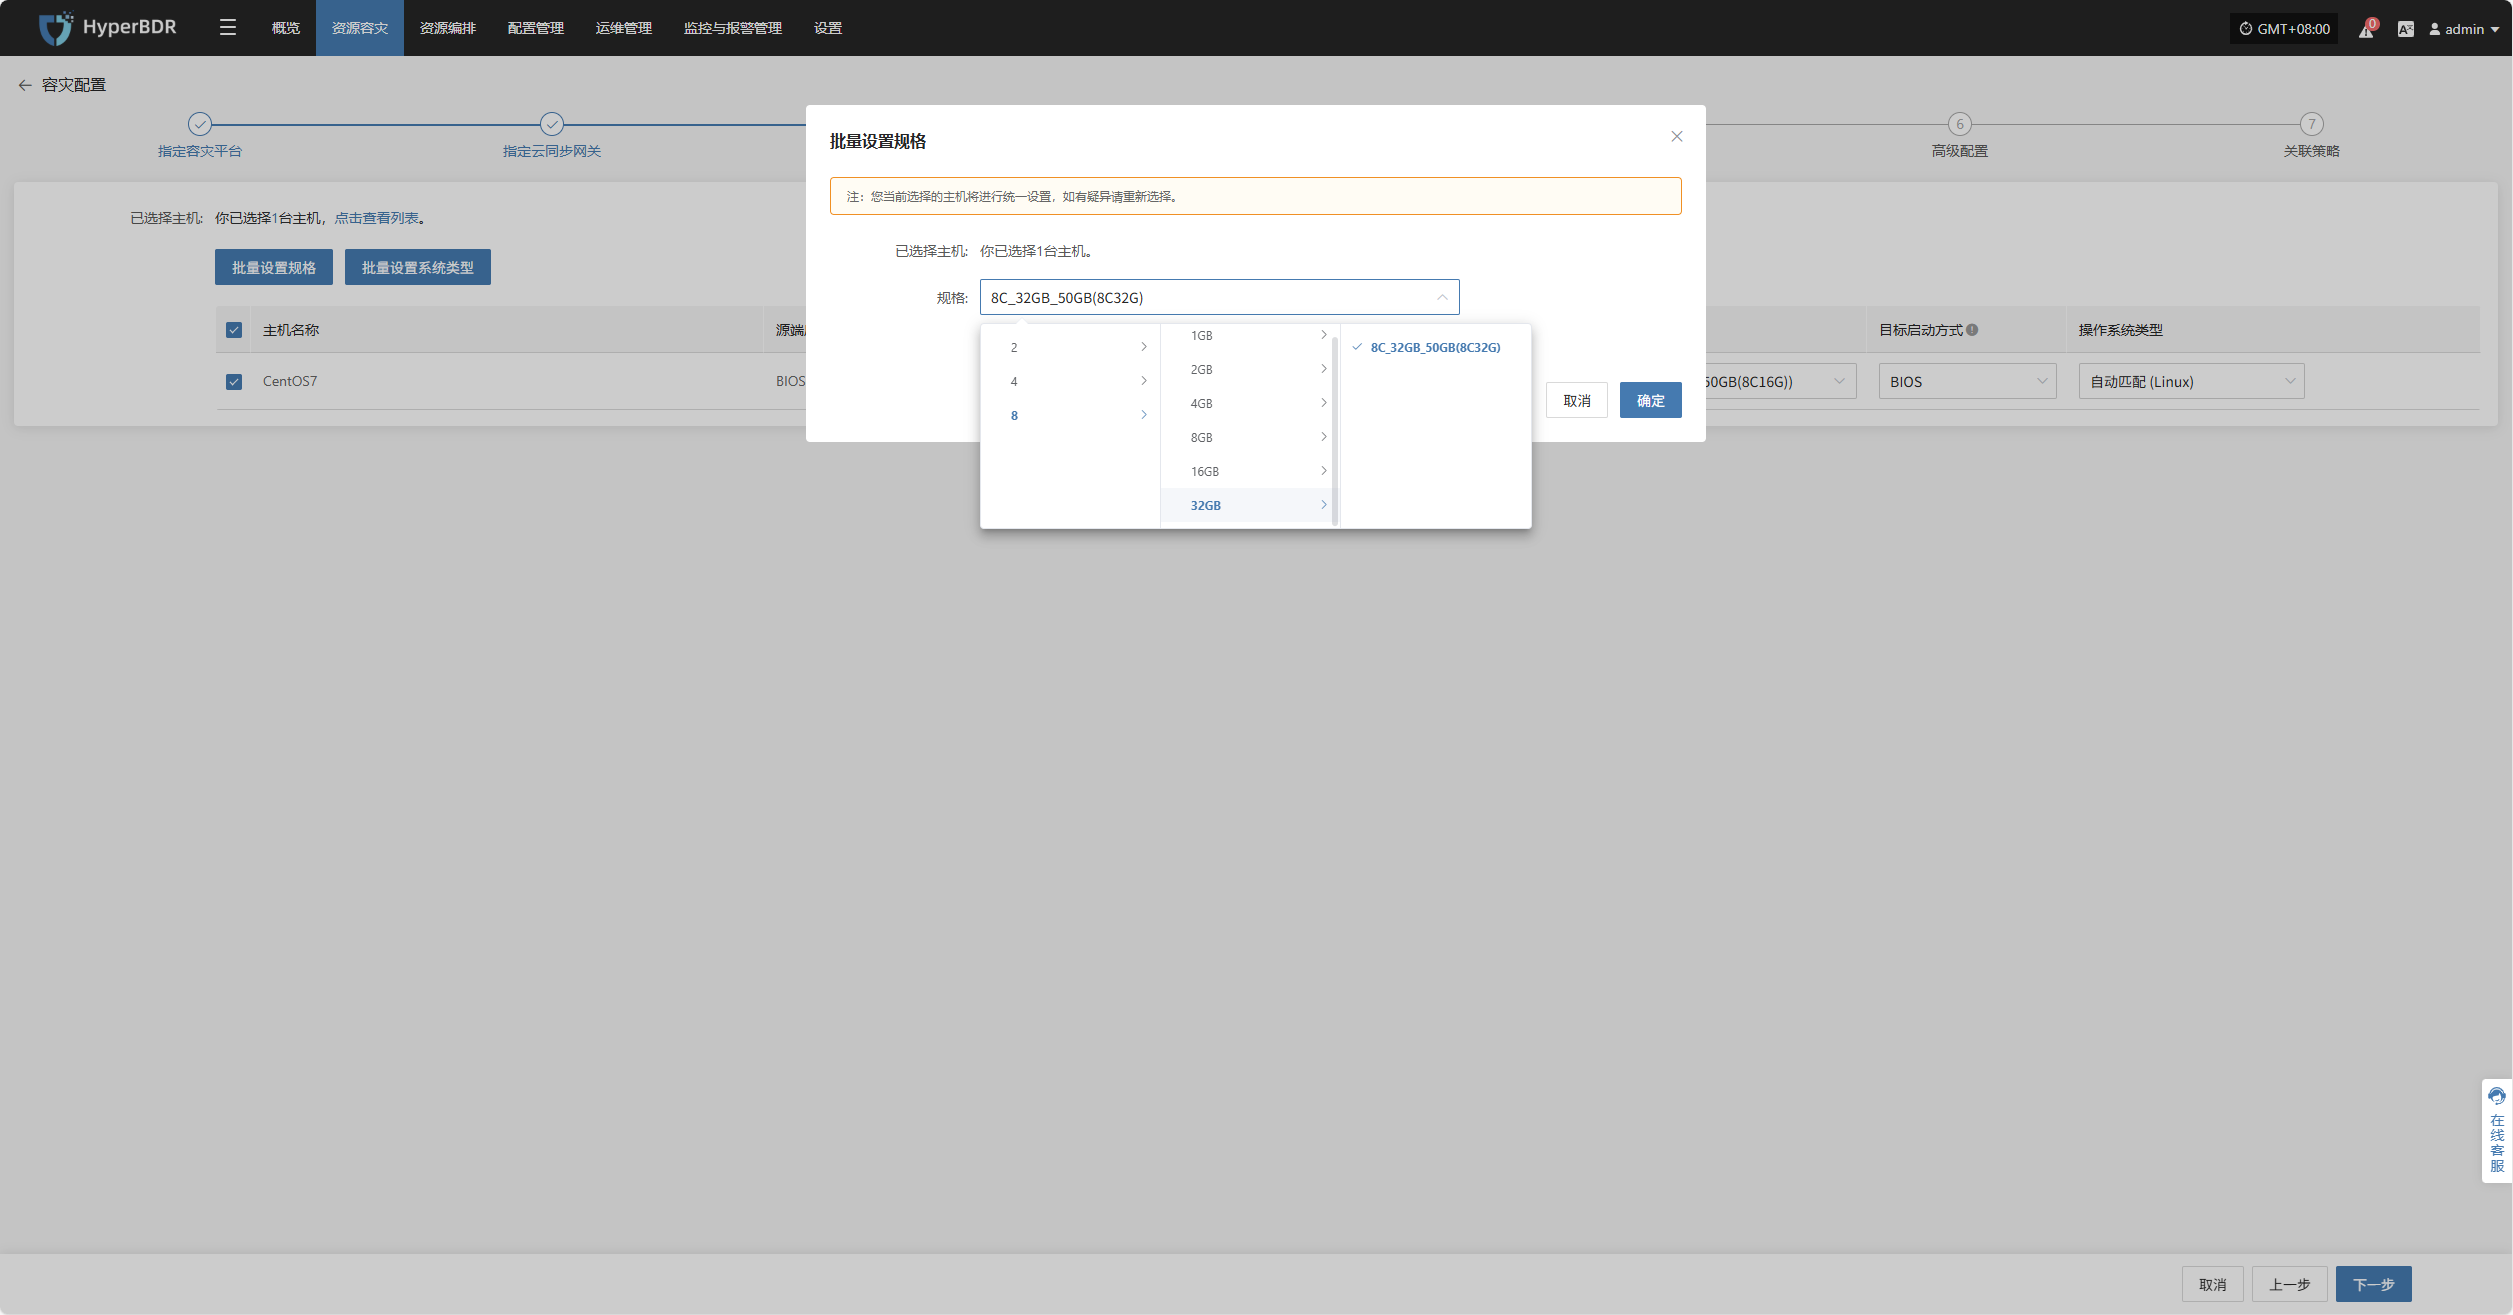 HyperBDR
概览 资源容灾 资源编排 配置管理 运维管理 监控与报警管理 设置
GMT+08:00 0 admin
容灾配置
指定容灾平台 指定云同步网关 6 高级配置 7 关联策略
已选择主机: 你已选择1台主机，点击查看列表。
批量设置规格 批量设置系统类型
主机名称 源端 目标启动方式 操作系统类型
CentOS7 BIOS 50GB(8C16G)) BIOS 自动匹配 (Linux)
批量设置规格
注：您当前选择的主机将进行统一设置，如有疑异请重新选择。
已选择主机: 你已选择1台主机。
规格: 8C_32GB_50GB(8C32G)
2
4
8
1GB
2GB
4GB
8GB
16GB
32GB
8C_32GB_50GB(8C32G)
取消 确定
在线客服
取消 上一步 下一步